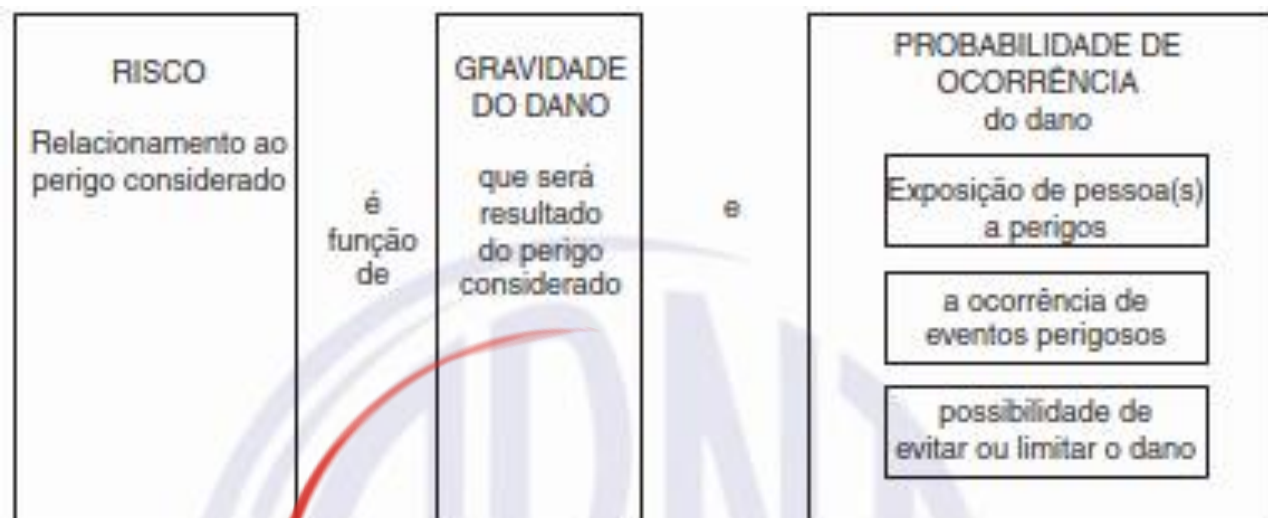 RISCO
Relacionamento ao
perigo considerado
é
função
de
GRAVIDADE
DO DANO
que será
resultado
do perigo
considerado
e
PROBABILIDADE DE
OCORRÊNCIA
do dano
Exposição de pessoa(s)
a perigos
a ocorrência de
eventos perigosos
possibilidade de
evitar ou limitar o dano